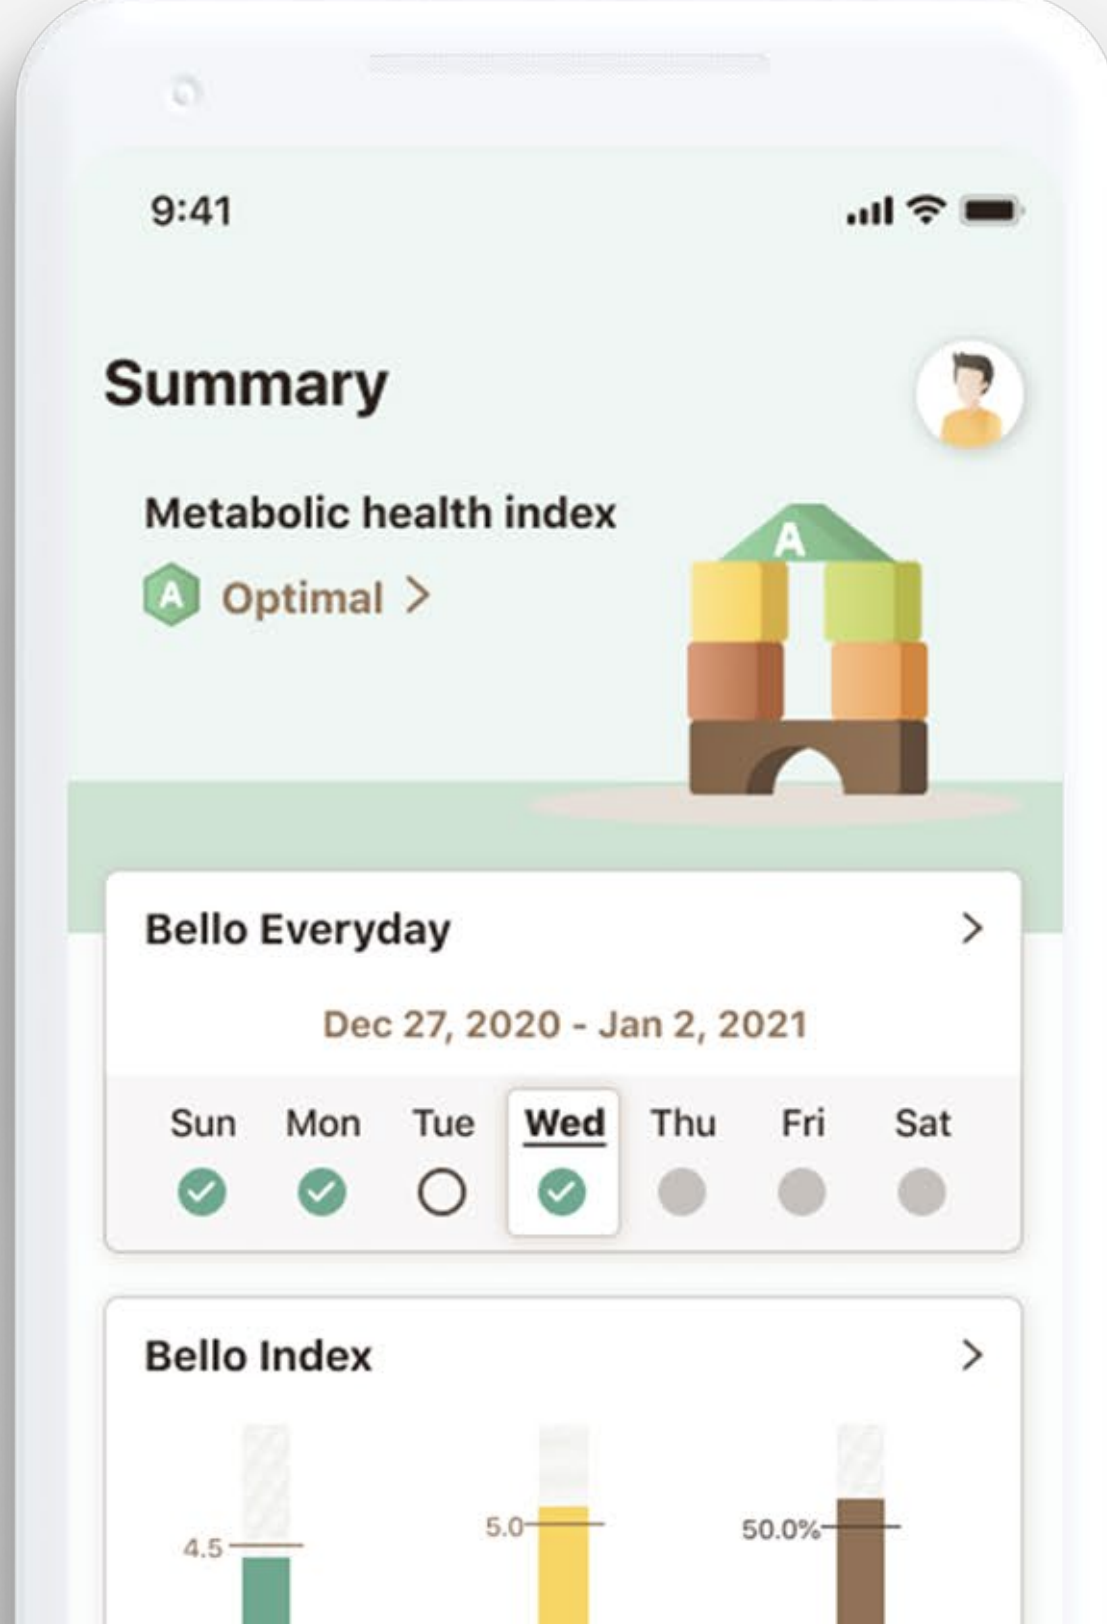 9:41
Summary
Metabolic health index
A
A Optimal
Bello Everyday
Dec 27, 2020 - Jan 2, 2021
Sun Mon Tue Wed Thu Fri Sat
Bello Index
4.5 5.0 50.0%